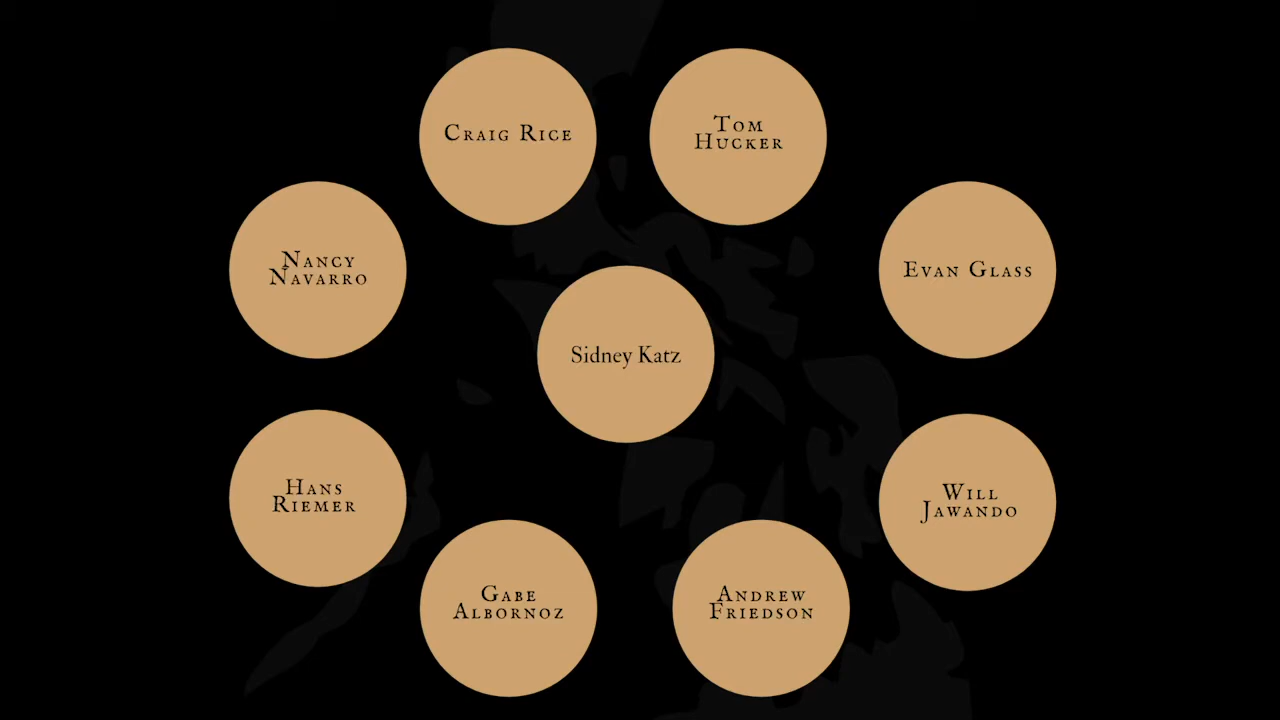 Craig Rice
Tom
Hucker
Nancy
Navarro
Evan Glass
Sidney Katz
Hans
Riemer
Will
Jawando
Gabe
Albornoz
Andrew
Friedson